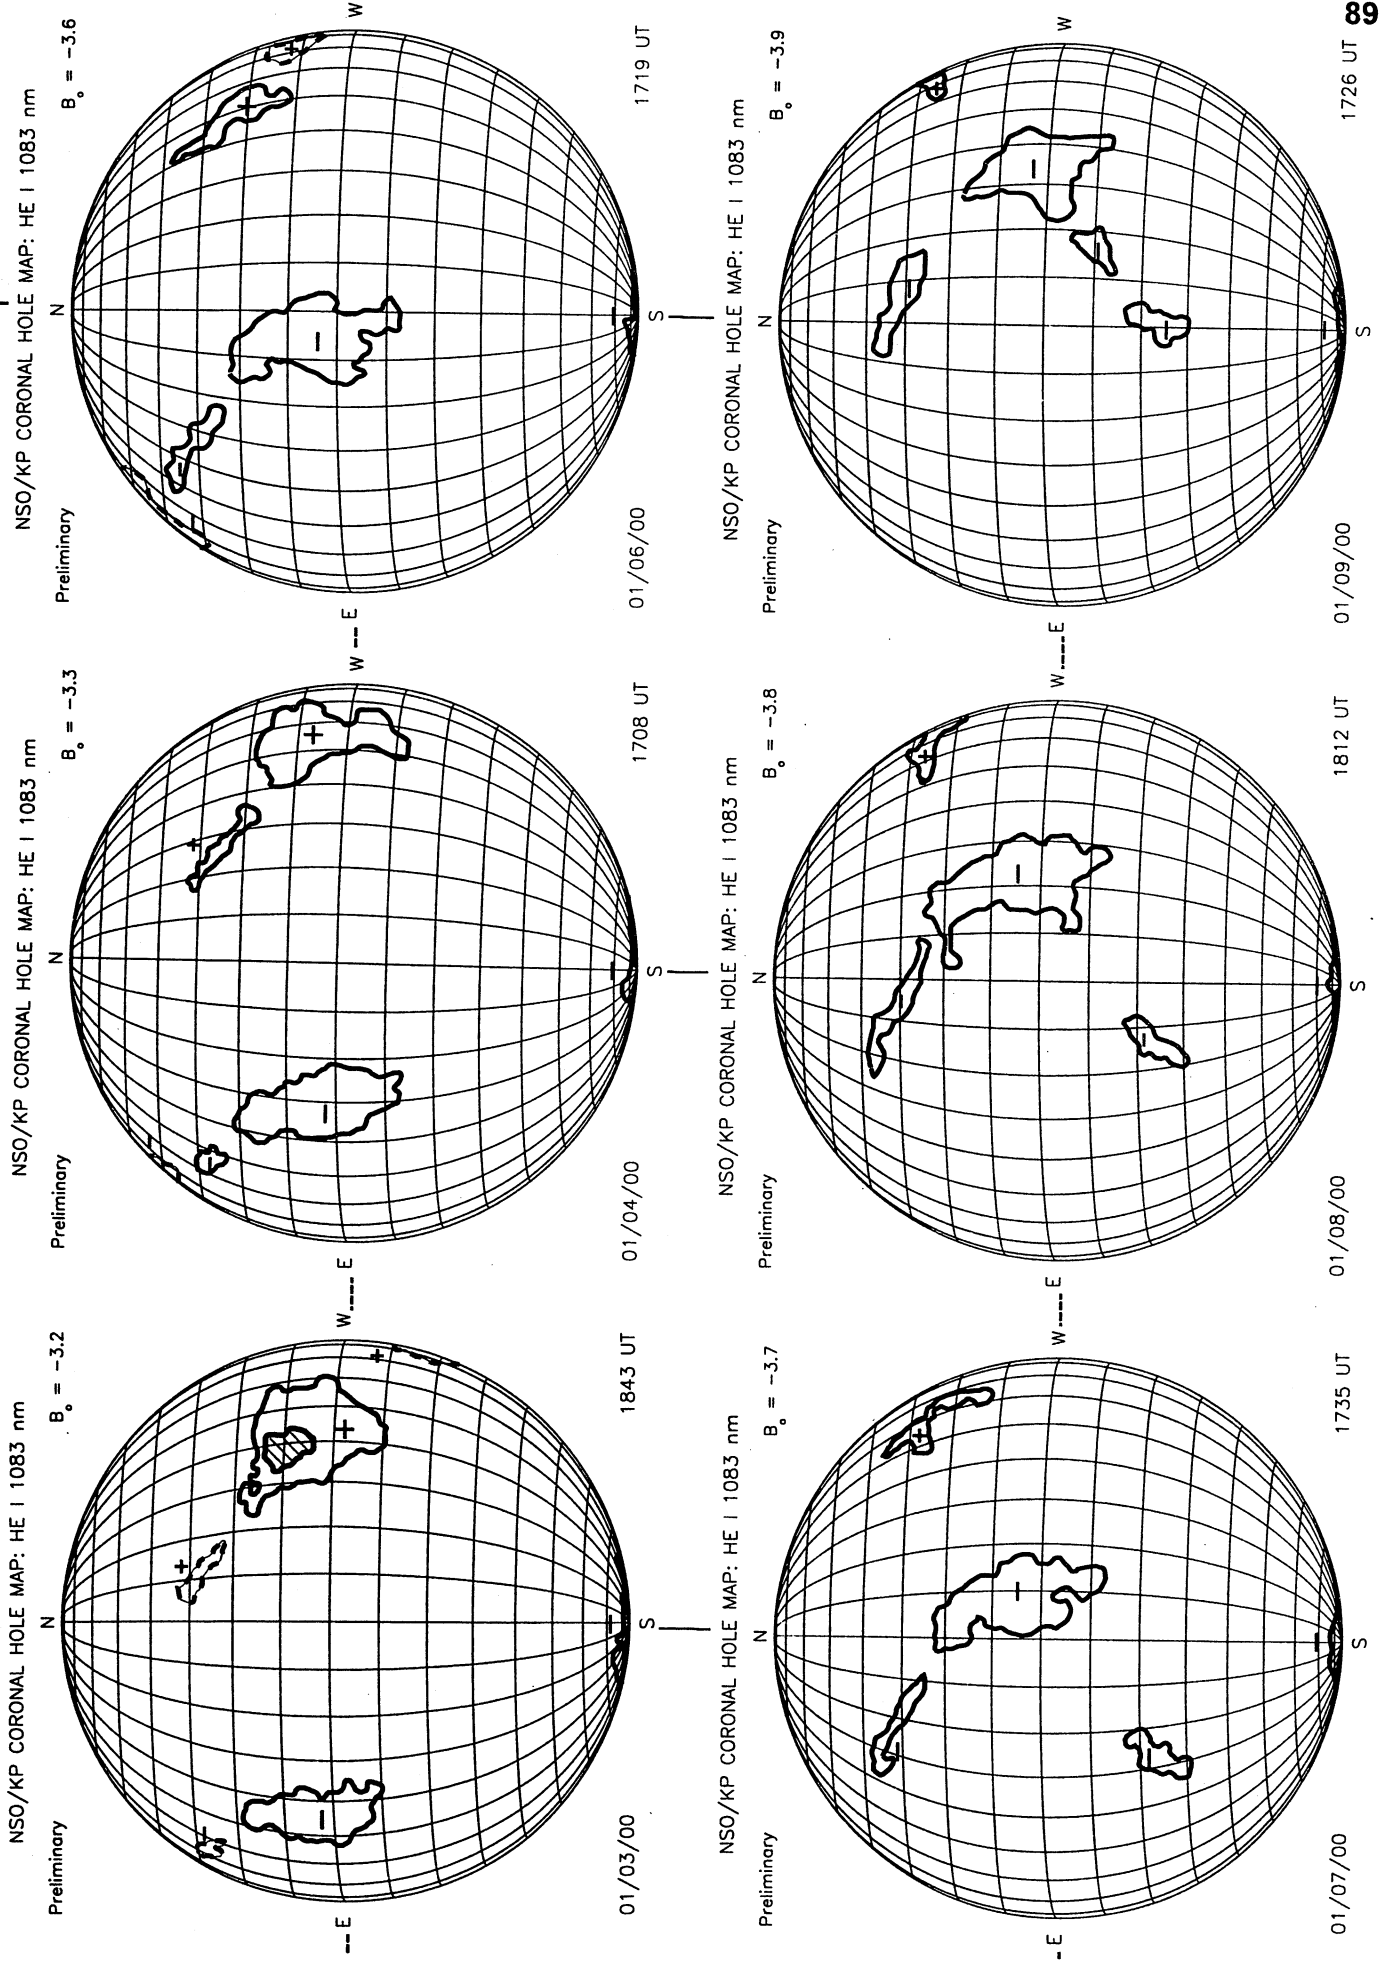 89
NSO/KP CORONAL HOLE MAP: HE I 1083 nm
Preliminary
B₀ = -3.2
N
-- E
W
+
−
+
+
−
−
01/03/00
S
1843 UT
NSO/KP CORONAL HOLE MAP: HE I 1083 nm
Preliminary
B₀ = -3.3
N
---- E
W
−
−
−
+
+
−
01/04/00
S
1708 UT
NSO/KP CORONAL HOLE MAP: HE I 1083 nm
Preliminary
B₀ = -3.6
N
-- E
W
−
−
−
+
+
−
01/06/00
S
1719 UT
NSO/KP CORONAL HOLE MAP: HE I 1083 nm
Preliminary
B₀ = -3.7
N
- E
W
−
−
−
+
−
01/07/00
S
1735 UT
NSO/KP CORONAL HOLE MAP: HE I 1083 nm
Preliminary
B₀ = -3.8
N
---- E
W
−
−
−
+
−
01/08/00
S
1812 UT
NSO/KP CORONAL HOLE MAP: HE I 1083 nm
Preliminary
B₀ = -3.9
N
---- E
W
−
−
−
−
+
−
01/09/00
S
1726 UT